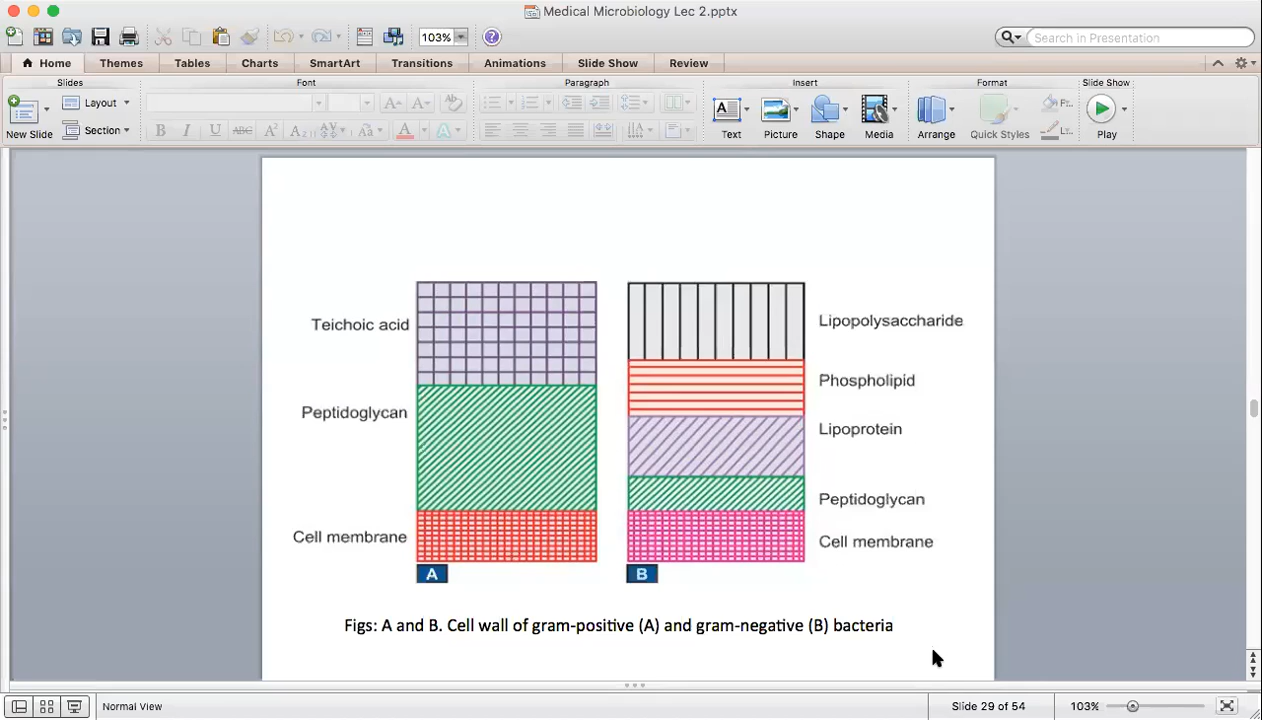 Medical Microbiology Lec 2.pptx
103%
Search in Presentation
Home Themes Tables Charts SmartArt Transitions Animations Slide Show Review
Slides Font Paragraph Insert Format Slide Show
New Slide Layout Section
B I U ABC A A
Text Picture Shape Media Arrange Quick Styles Play
Teichoic acid
Peptidoglycan
Cell membrane
A
Lipopolysaccharide
Phospholipid
Lipoprotein
Peptidoglycan
Cell membrane
B
Figs: A and B. Cell wall of gram-positive (A) and gram-negative (B) bacteria
Normal View Slide 29 of 54 103%